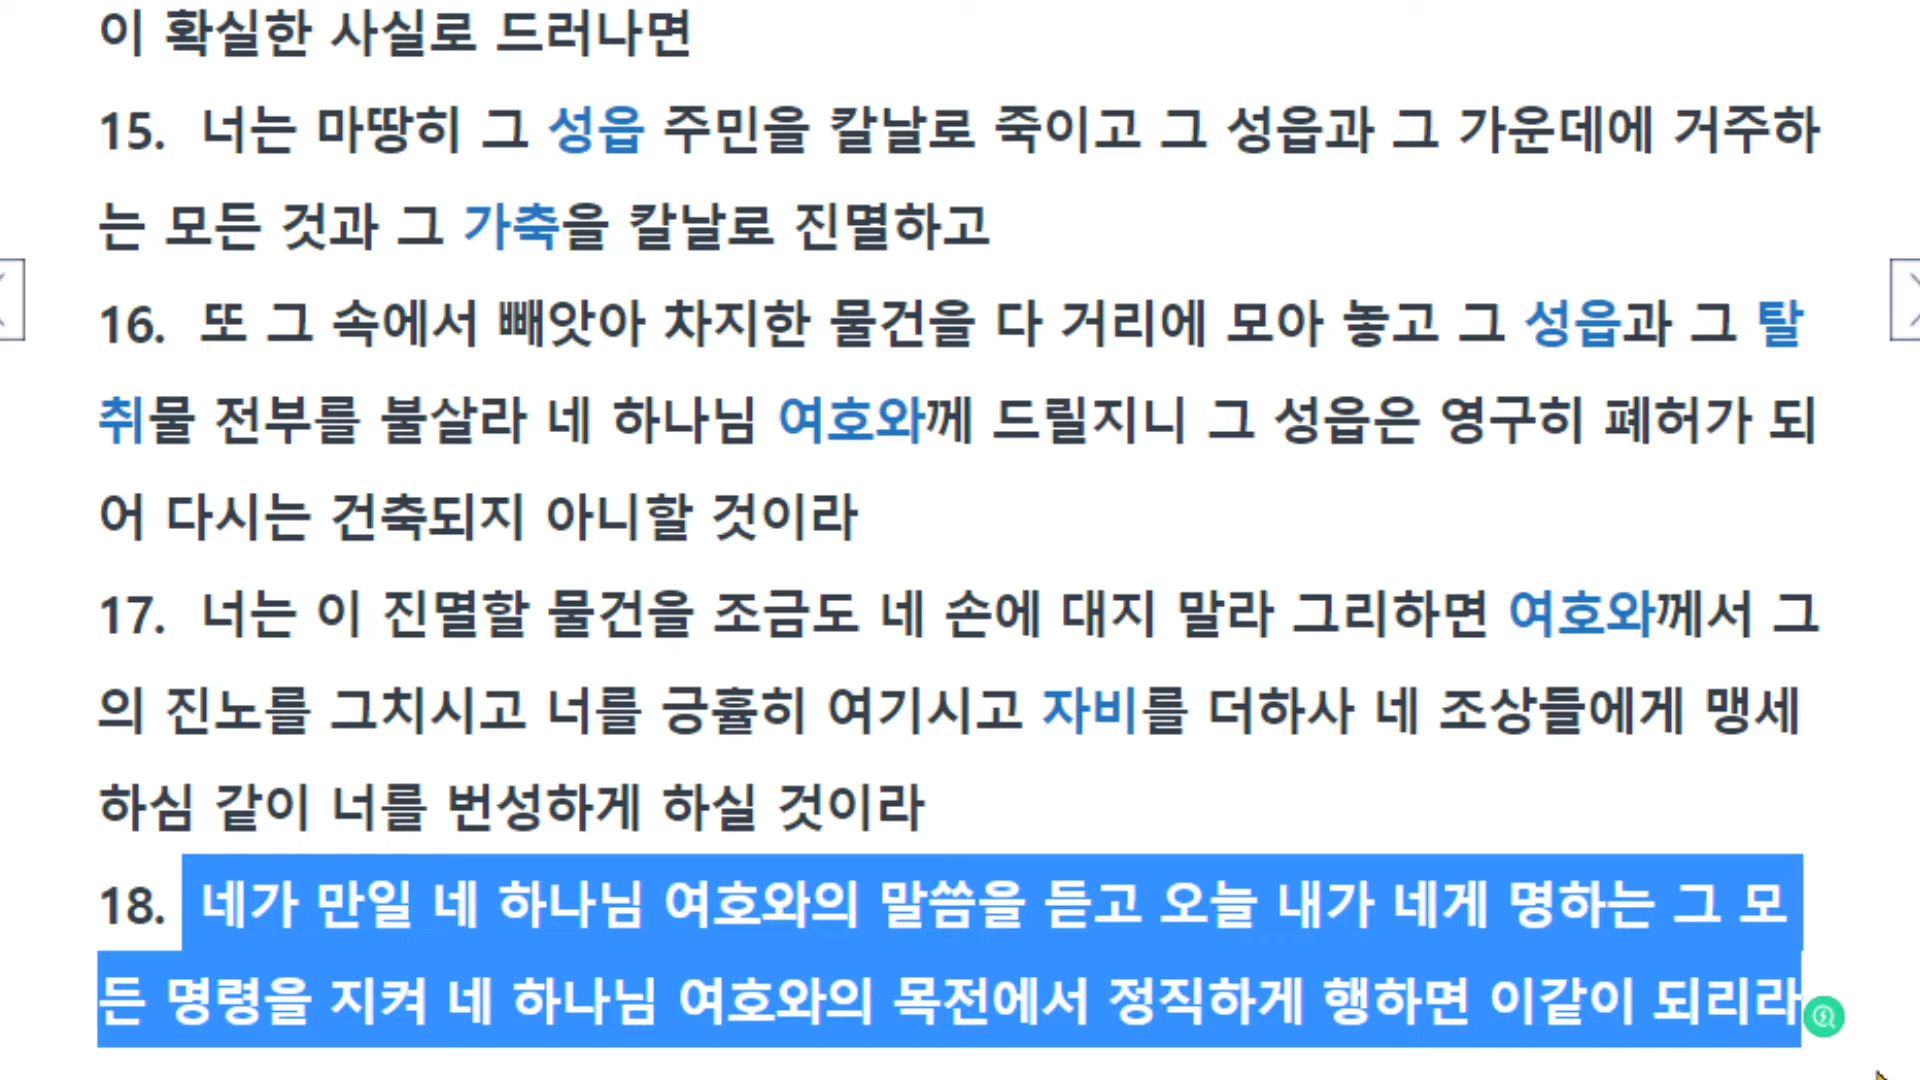 이 확실한 사실로 드러나면
15. 너는 마땅히 그 성읍 주민을 칼날로 죽이고 그 성읍과 그 가운데에 거주하
는 모든 것과 그 가축을 칼날로 진멸하고
16. 또 그 속에서 빼앗아 차지한 물건을 다 거리에 모아 놓고 그 성읍과 그 탈
취물 전부를 불살라 네 하나님 여호와께 드릴지니 그 성읍은 영구히 폐허가 되
어 다시는 건축되지 아니할 것이라
17. 너는 이 진멸할 물건을 조금도 네 손에 대지 말라 그리하면 여호와께서 그
의 진노를 그치시고 너를 긍휼히 여기시고 자비를 더하사 네 조상들에게 맹세
하심 같이 너를 번성하게 하실 것이라
18. 네가 만일 네 하나님 여호와의 말씀을 듣고 오늘 내가 네게 명하는 그 모
든 명령을 지켜 네 하나님 여호와의 목전에서 정직하게 행하면 이같이 되리라